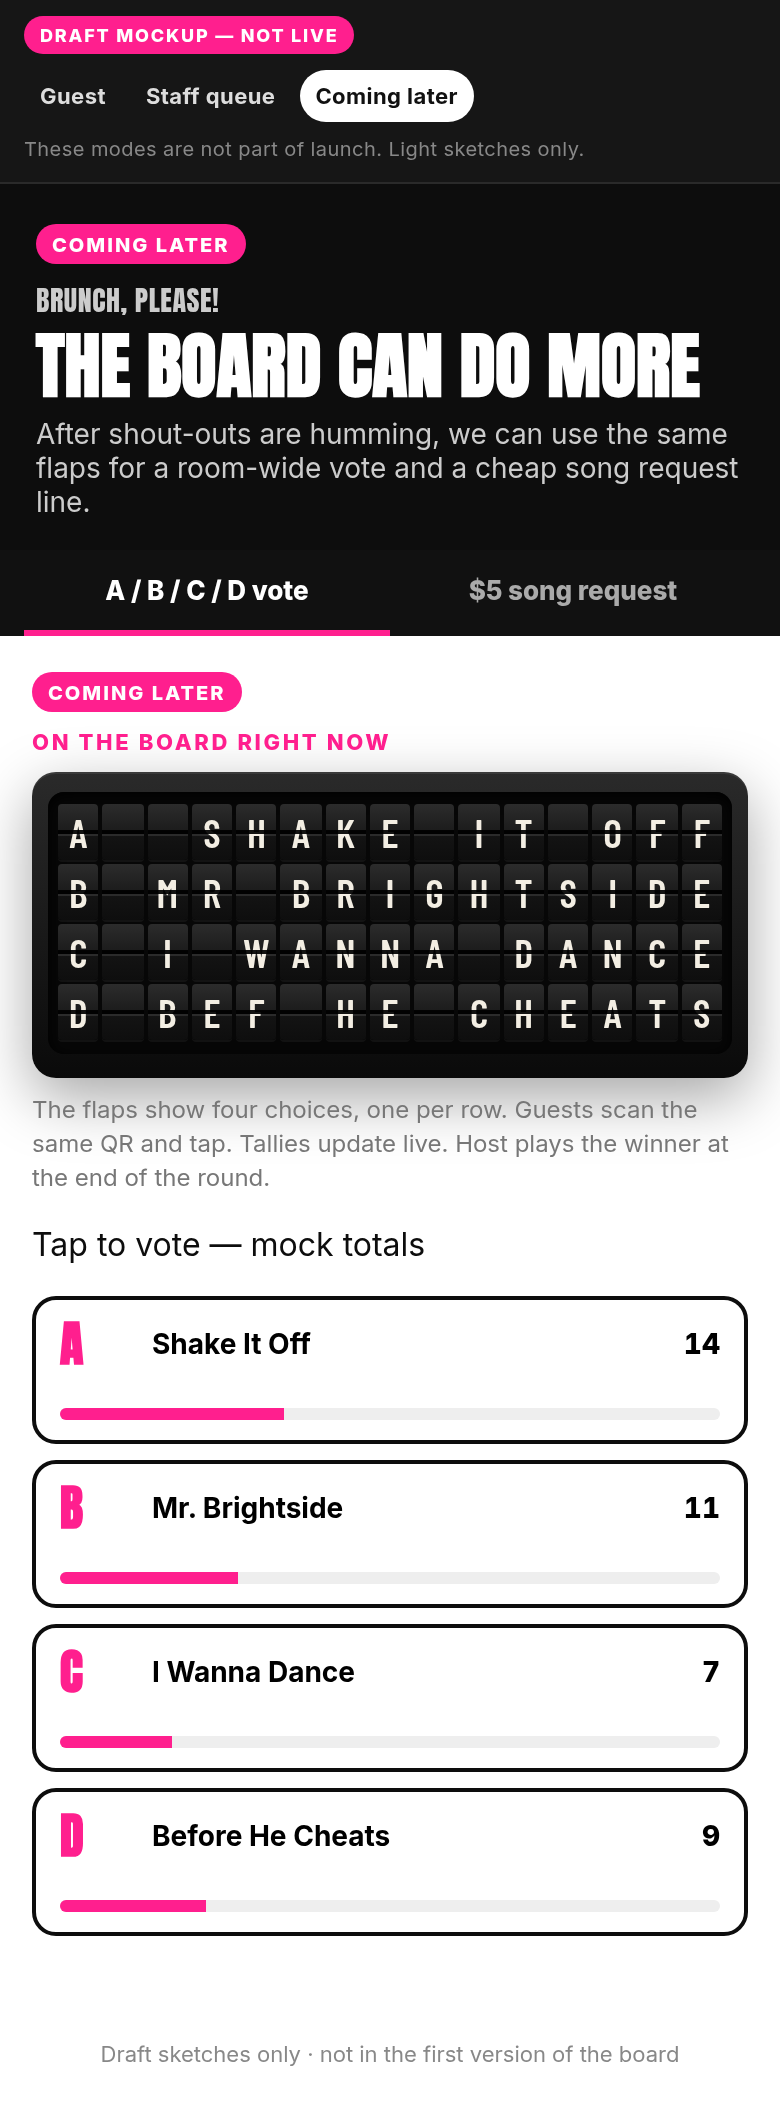 DRAFT MOCKUP — NOT LIVE
Guest Staff queue Coming later
These modes are not part of launch. Light sketches only.
COMING LATER
BRUNCH, PLEASE!
THE BOARD CAN DO MORE
After shout-outs are humming, we can use the same
flaps for a room-wide vote and a cheap song request
line.
A / B / C / D vote $5 song request
COMING LATER
ON THE BOARD RIGHT NOW
A SHAKE IT OFF
B MR BRIGHTSIDE
C I WANNA DANCE
D BEF HE CHEATS
The flaps show four choices, one per row. Guests scan the
same QR and tap. Tallies update live. Host plays the winner at
the end of the round.
Tap to vote — mock totals
A Shake It Off 14
B Mr. Brightside 11
C I Wanna Dance 7
D Before He Cheats 9
Draft sketches only · not in the first version of the board